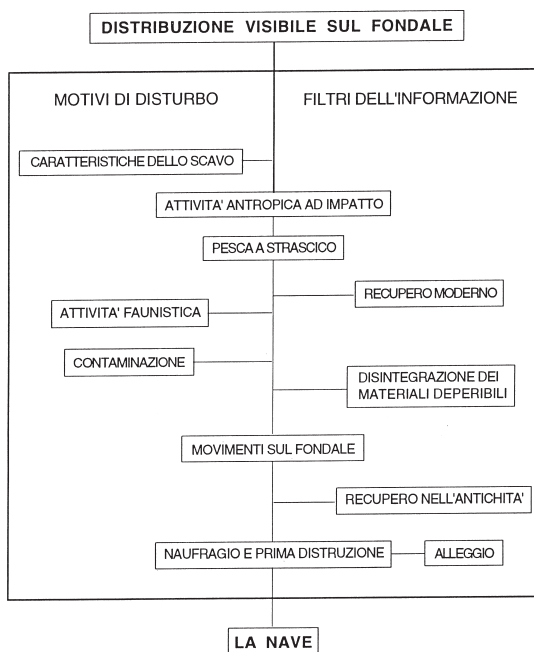 DISTRIBUZIONE VISIBILE SUL FONDALE
MOTIVI DI DISTURBO
FILTRI DELL'INFORMAZIONE
CARATTERISTICHE DELLO SCAVO
ATTIVITA' ANTROPICA AD IMPATTO
PESCA A STRASCICO
RECUPERO MODERNO
ATTIVITA' FAUNISTICA
CONTAMINAZIONE
DISINTEGRAZIONE DEI
MATERIALI DEPERIBILI
MOVIMENTI SUL FONDALE
RECUPERO NELL'ANTICHITA'
NAUFRAGIO E PRIMA DISTRUZIONE
ALLEGGIO
LA NAVE